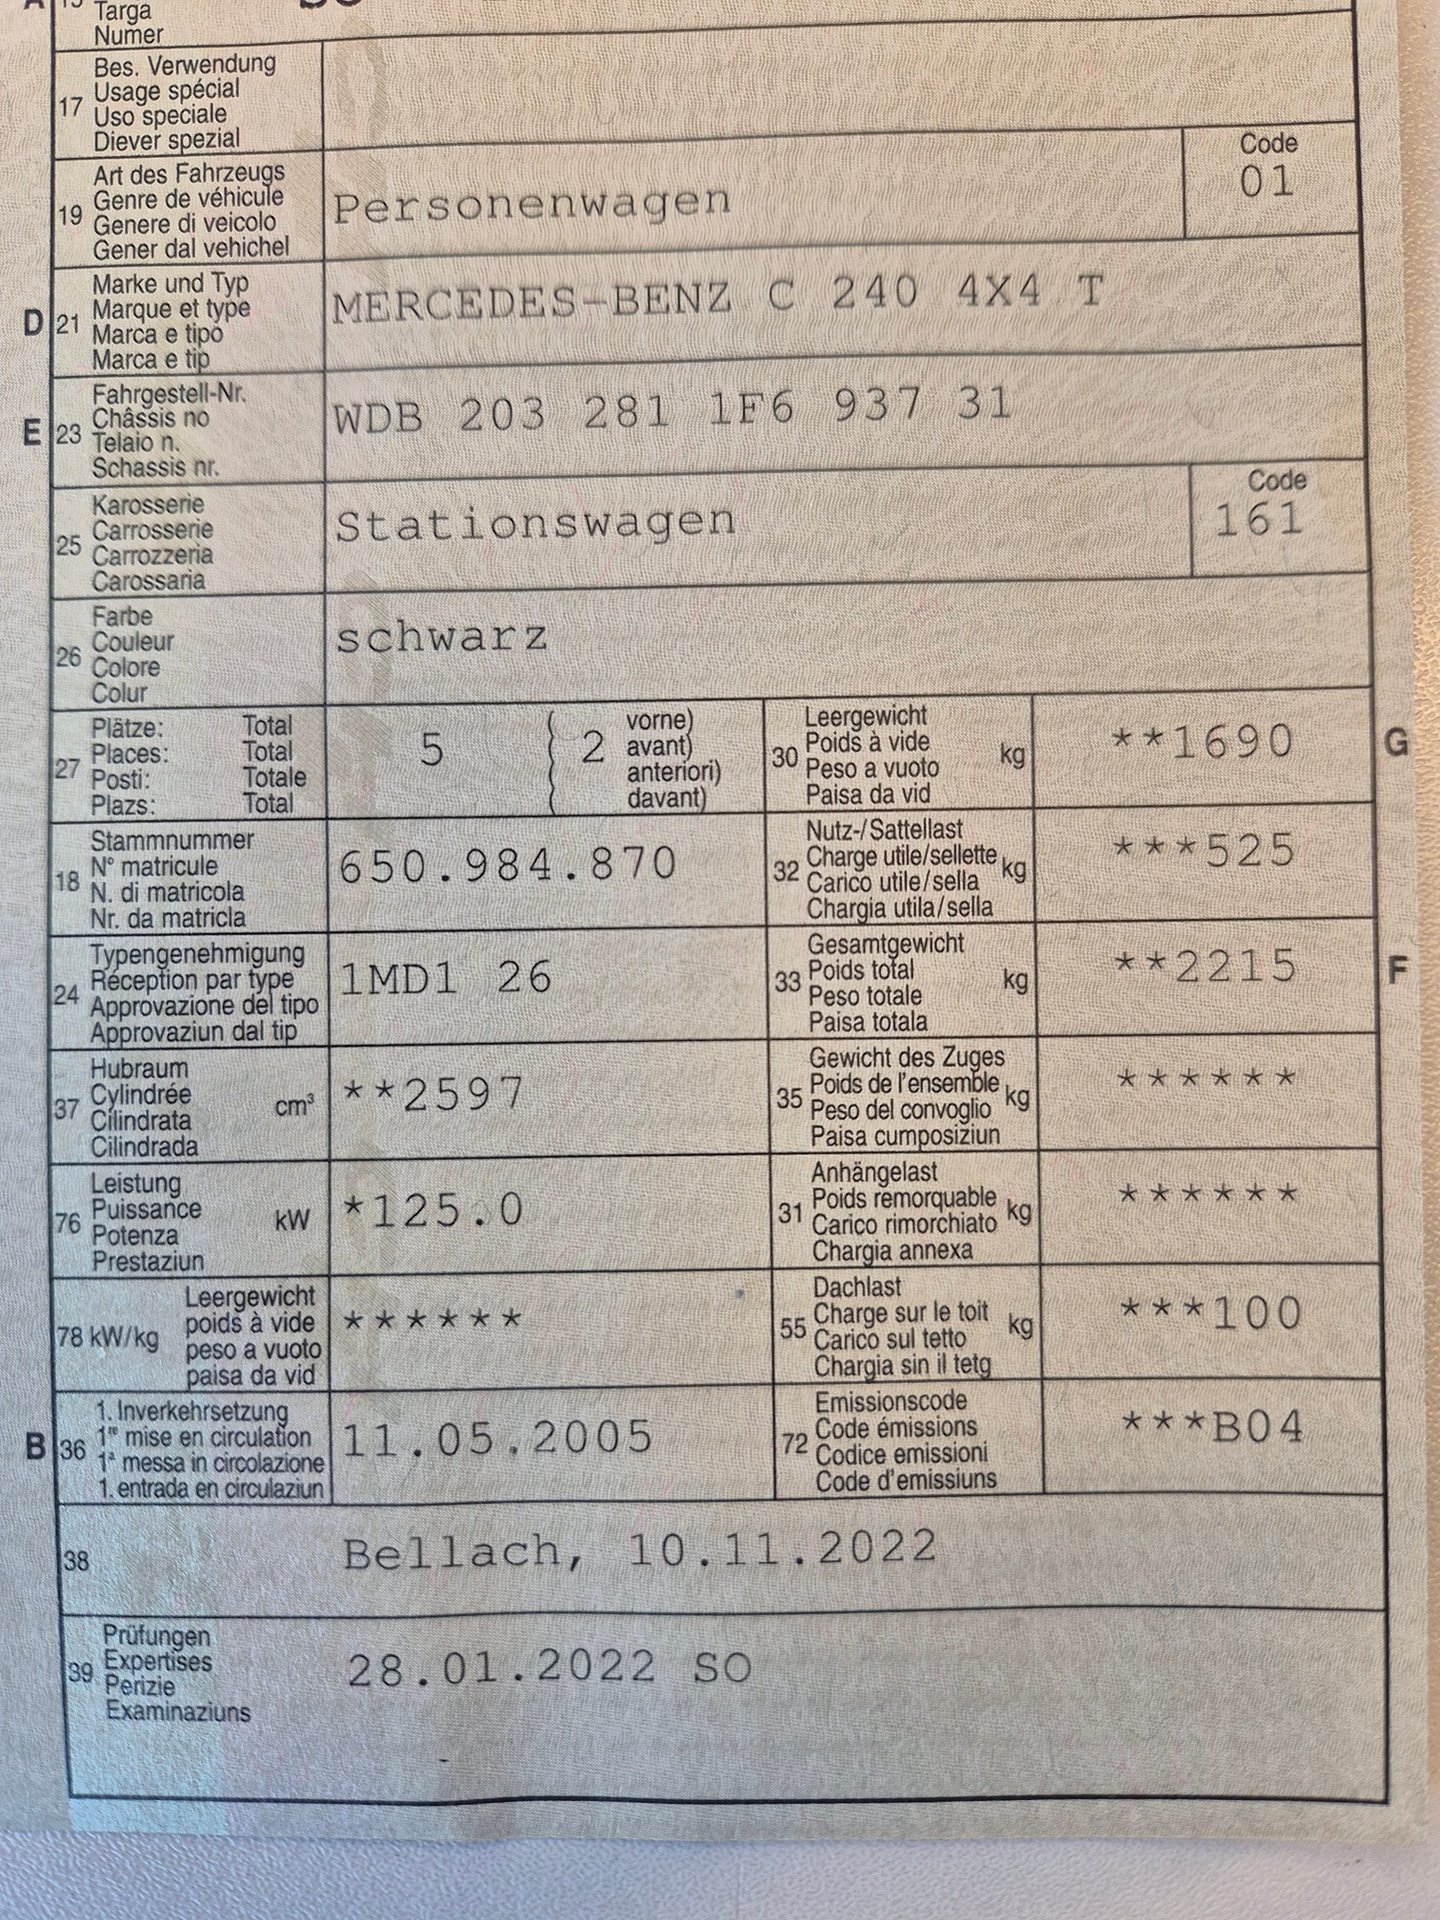 A 15 Targa
Numer
17 Bes. Verwendung
Usage spécial
Uso speciale
Diever spezial
19 Art des Fahrzeugs
Genre de véhicule
Genere di veicolo
Gener dal vehichel
Personenwagen
Code
01
D 21 Marke und Typ
Marque et type
Marca e tipo
Marca e tip
MERCEDES-BENZ C 240 4X4 T
E 23 Fahrgestell-Nr.
Châssis no
Telaio n.
Schassis nr.
WDB 203 281 1F6 937 31
25 Karosserie
Carrosserie
Carrozzeria
Carossaria
Stationswagen
Code
161
26 Farbe
Couleur
Colore
Colur
schwarz
27 Plätze: Total
Places: Total
Posti: Totale
Plazs: Total
5
( 2 vorne)
( avant)
( anteriori)
( davant)
30 Leergewicht
Poids à vide kg
Peso a vuoto
Paisa da vid
**1690
G
18 Stammnummer
N° matricule
N. di matricola
Nr. da matricla
650.984.870
32 Nutz-/Sattellast
Charge utile/sellette kg
Carico utile/sella
Chargia utila/sella
***525
24 Typengenehmigung
Réception par type
Approvazione del tipo
Approvaziun dal tip
1MD1 26
33 Gesamtgewicht
Poids total kg
Peso totale
Paisa totala
**2215
F
37 Hubraum
Cylindrée cm³
Cilindrata
Cilindrada
**2597
35 Gewicht des Zuges
Poids de l'ensemble kg
Peso del convoglio
Paisa cumposiziun
******
76 Leistung
Puissance kW
Potenza
Prestaziun
*125.0
31 Anhängelast
Poids remorquable kg
Carico rimorchiato
Chargia annexa
******
78 kW/kg Leergewicht
poids à vide
peso a vuoto
paisa da vid
******
55 Dachlast
Charge sur le toit kg
Carico sul tetto
Chargia sin il tetg
***100
B 36 1. Inverkehrsetzung
1re mise en circulation
1a messa in circolazione
1. entrada en circulaziun
11.05.2005
72 Emissionscode
Code émissions
Codice emissioni
Code d'emissiuns
***B04
38 Bellach, 10.11.2022
39 Prüfungen
Expertises
Perizie
Examinaziuns
28.01.2022 SO